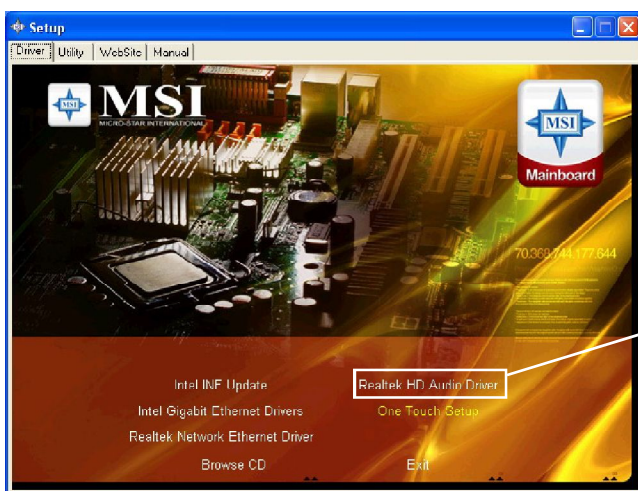 Setup
Driver Utility WebSite Manual
MSI
MICRO-STAR INTERNATIONAL
MSI
MSI
Mainboard
70,368,744,177,644
Intel INF Update
Realtek HD Audio Driver
Intel Gigabit Ethernet Drivers
One Touch Setup
Realtek Network Ethernet Driver
Browse CD
Exit